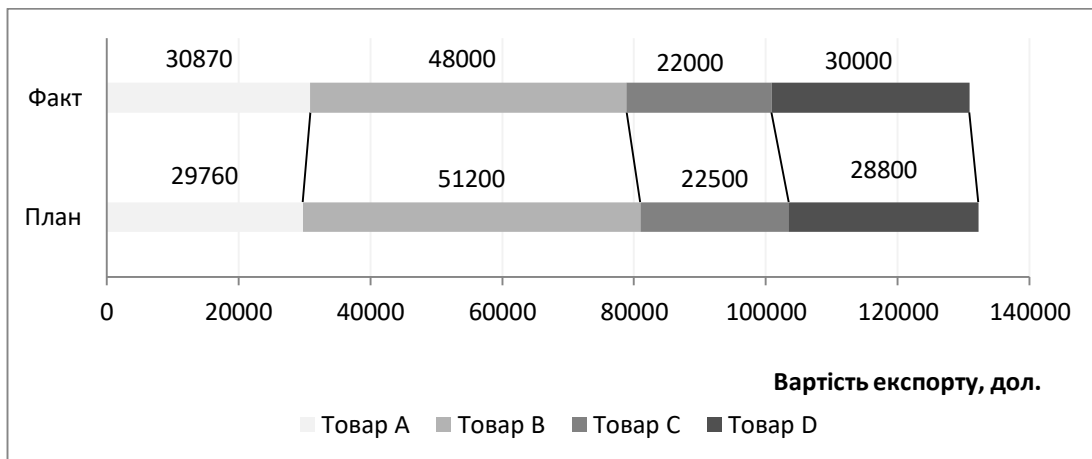 30870 48000 22000 30000
Факт
29760 51200 22500 28800
План
0 20000 40000 60000 80000 100000 120000 140000
Вартість експорту, дол.
Товар A Товар B Товар C Товар D